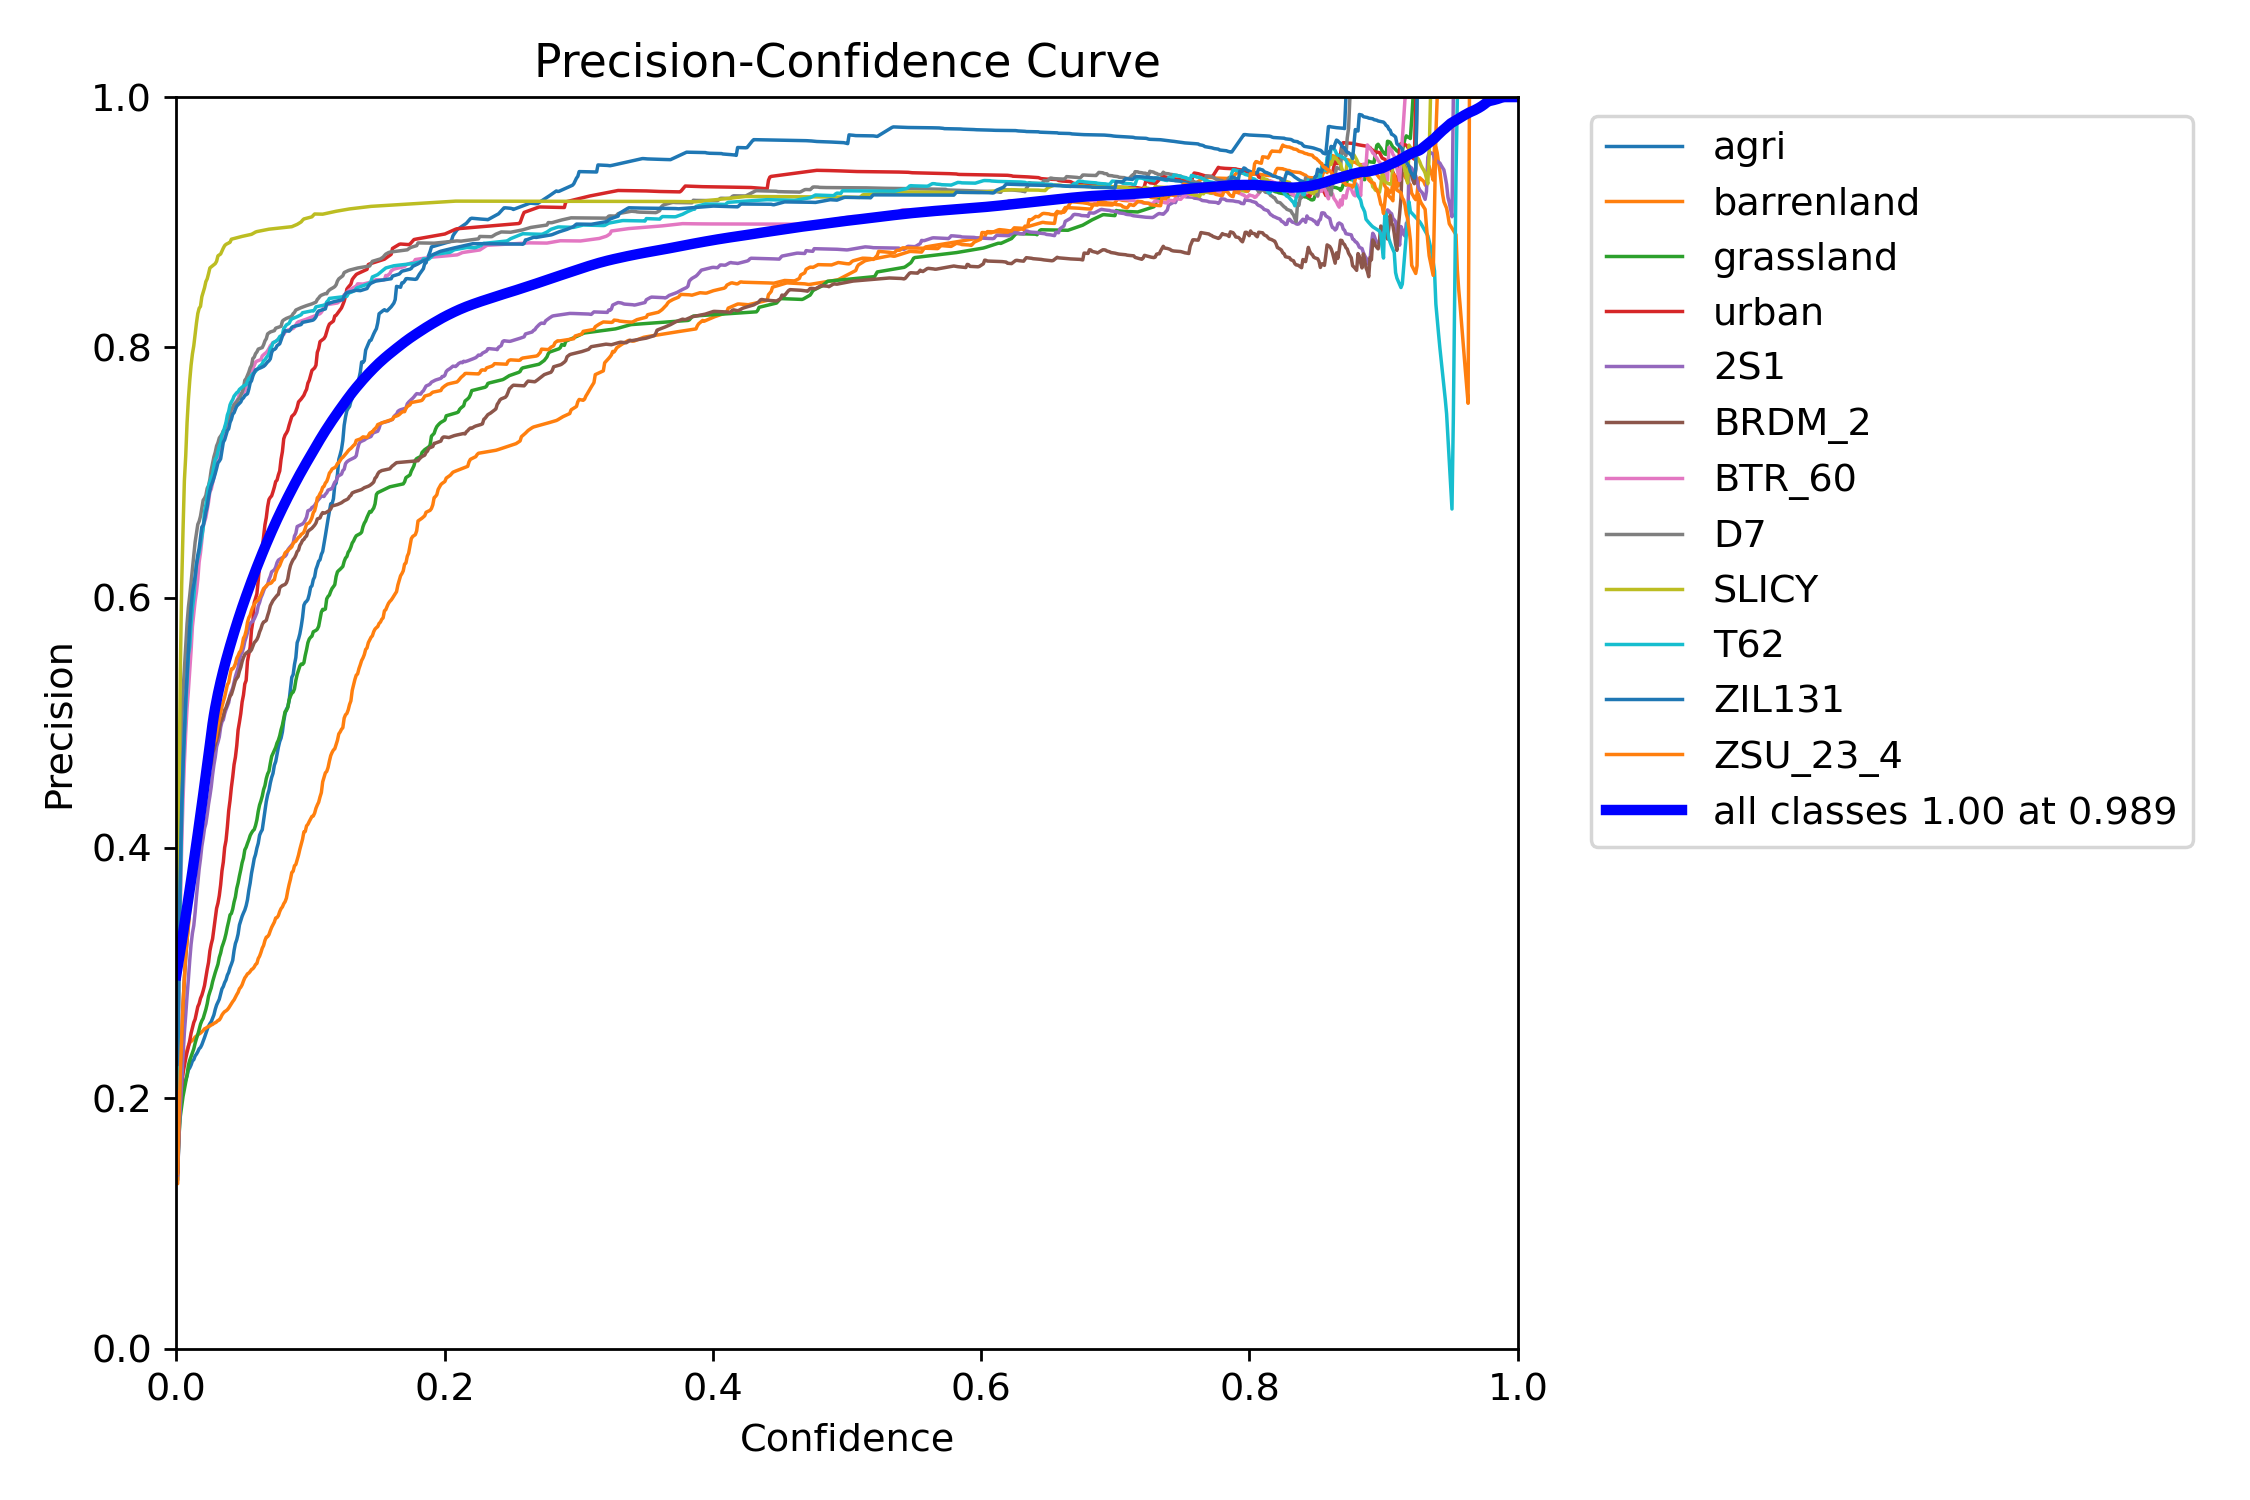 Precision-Confidence Curve
1.0
0.8
0.6
0.4
0.2
0.0
Precision
0.0 0.2 0.4 0.6 0.8 1.0
Confidence
agri
barrenland
grassland
urban
2S1
BRDM_2
BTR_60
D7
SLICY
T62
ZIL131
ZSU_23_4
all classes 1.00 at 0.989